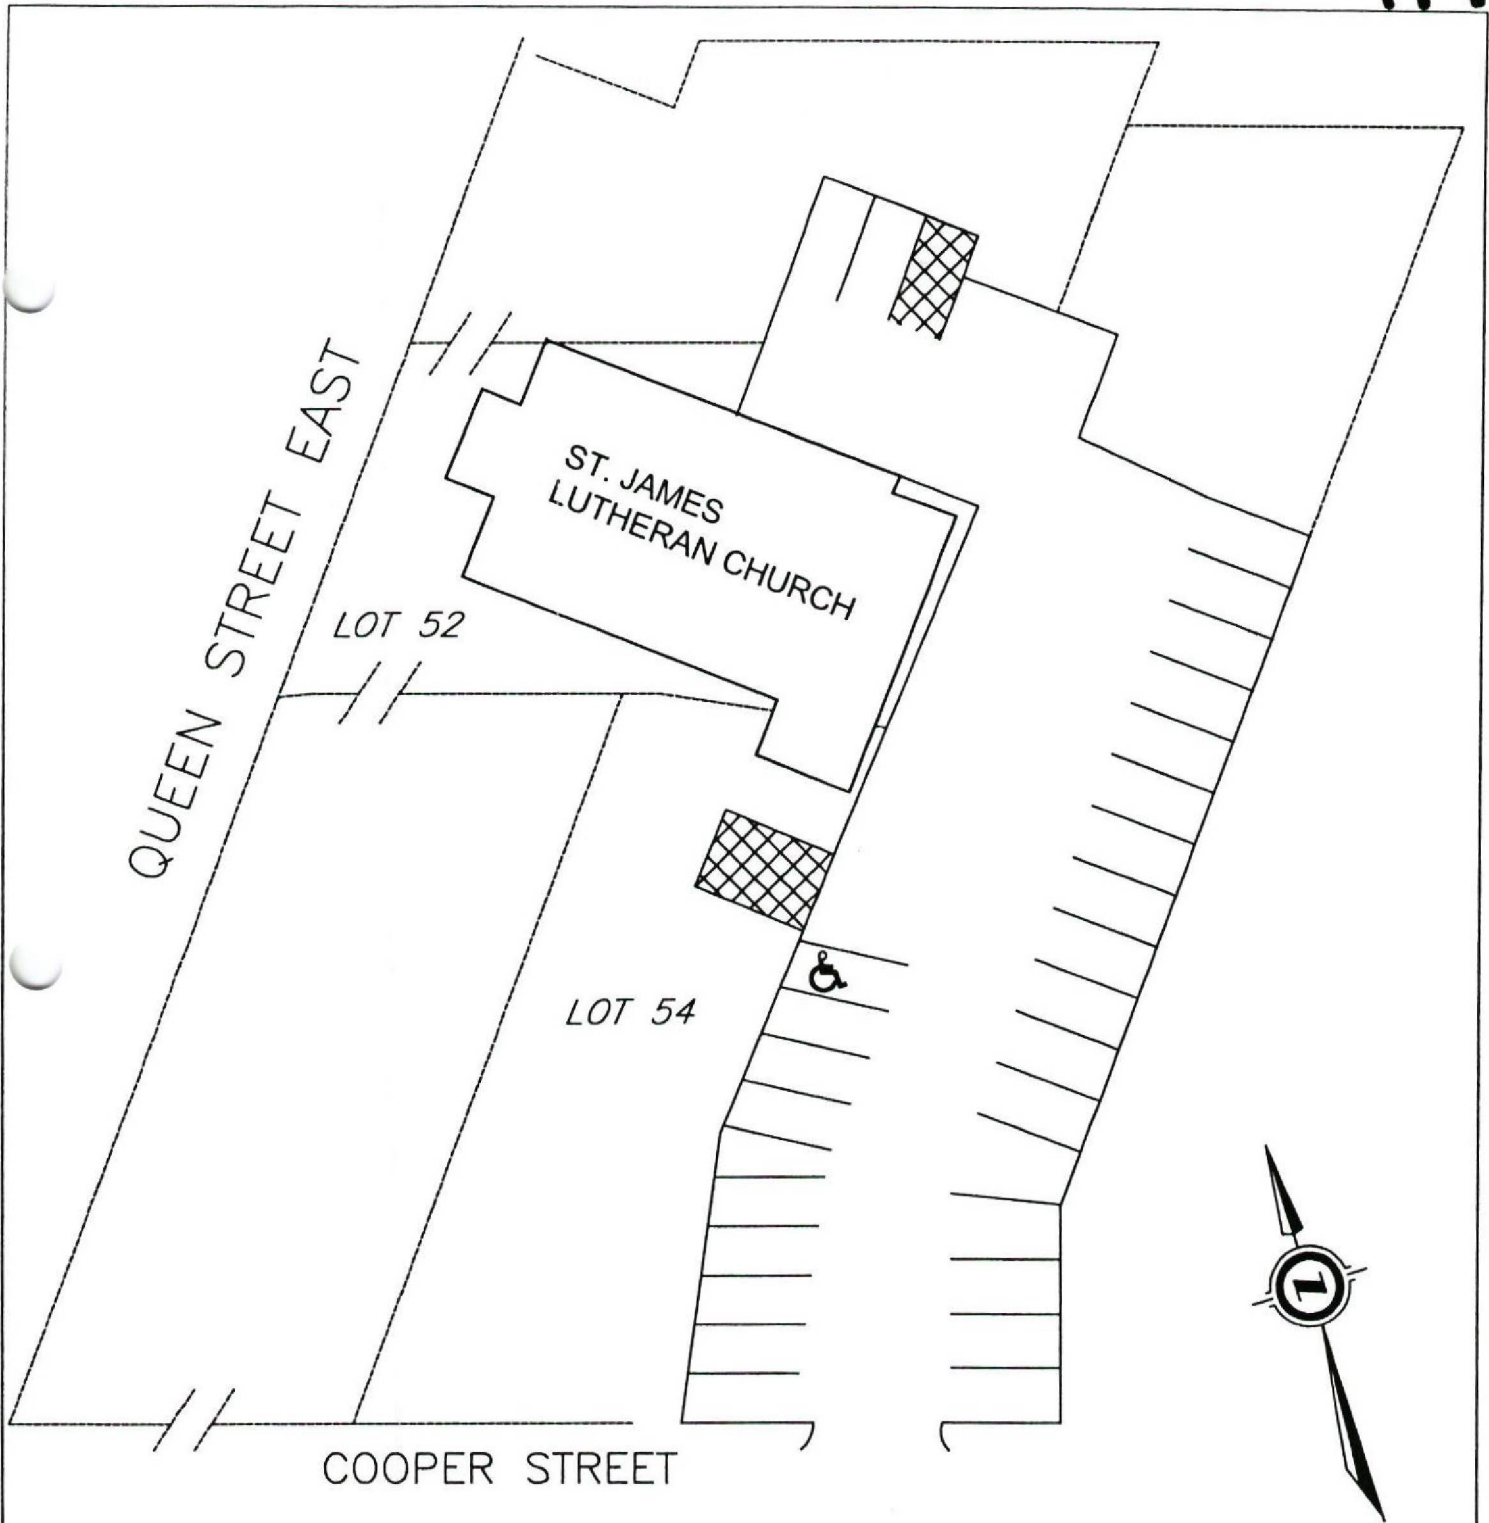 QUEEN STREET EAST
ST. JAMES
LUTHERAN CHURCH
LOT 52
LOT 54
COOPER STREET
Z